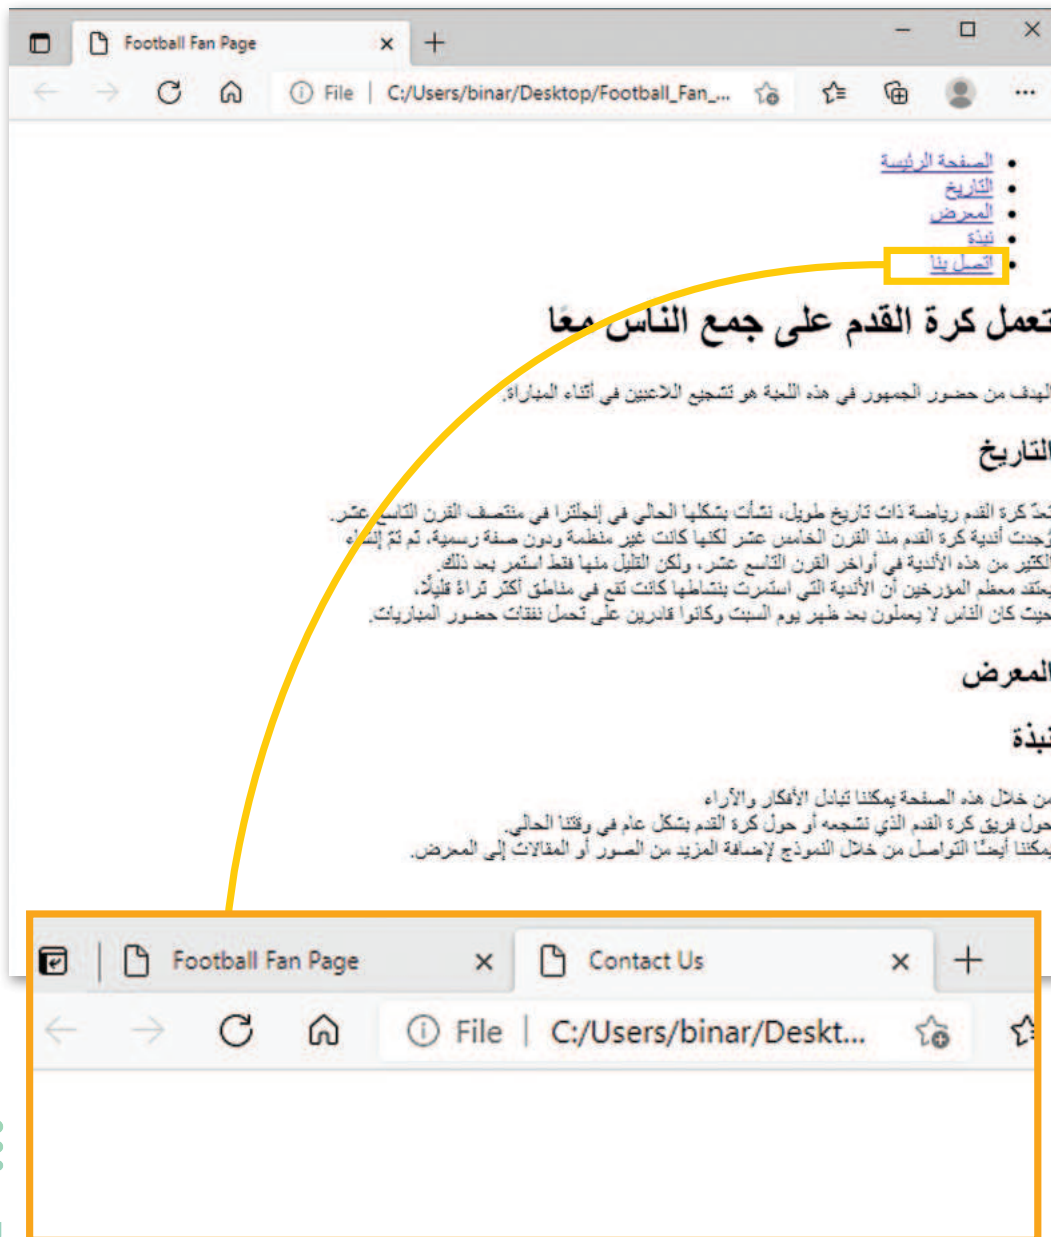 Football Fan Page
File | C:/Users/binar/Desktop/Football_Fan_...
الصفحة الرئيسة
التاريخ
المعرض
نبذة
اتصل بنا
تعمل كرة القدم على جمع الناس معًا
الهدف من حضور الجمهور في هذه اللعبة هو تشجيع اللاعبين في أثناء المباراة.
التاريخ
تعدّ كرة القدم رياضة ذات تاريخ طويل، نشأت بشكلها الحالي في إنجلترا في منتصف القرن التاسع عشر.
وُجدت أندية كرة القدم منذ القرن الخامس عشر لكنها كانت غير منظمة ودون صفة رسمية، ثم تمّ إنشاء
الكثير من هذه الأندية في أواخر القرن التاسع عشر، ولكن القليل منها فقط استمر بعد ذلك.
يعتقد معظم المؤرخين أن الأندية التي استمرت بنشاطها كانت تقع في مناطق أكثر ثراءً قليلًا،
حيث كان الناس لا يعملون بعد ظهر يوم السبت وكانوا قادرين على تحمل نفقات حضور المباريات.
المعرض
نبذة
من خلال هذه الصفحة يمكننا تبادل الأفكار والآراء
حول فريق كرة القدم الذي نشجعه أو حول كرة القدم بشكل عام في وقتنا الحالي.
يمكننا أيضًا التواصل من خلال النموذج لإضافة المزيد من الصور أو المقالات إلى المعرض.
Football Fan Page
Contact Us
File | C:/Users/binar/Deskt...